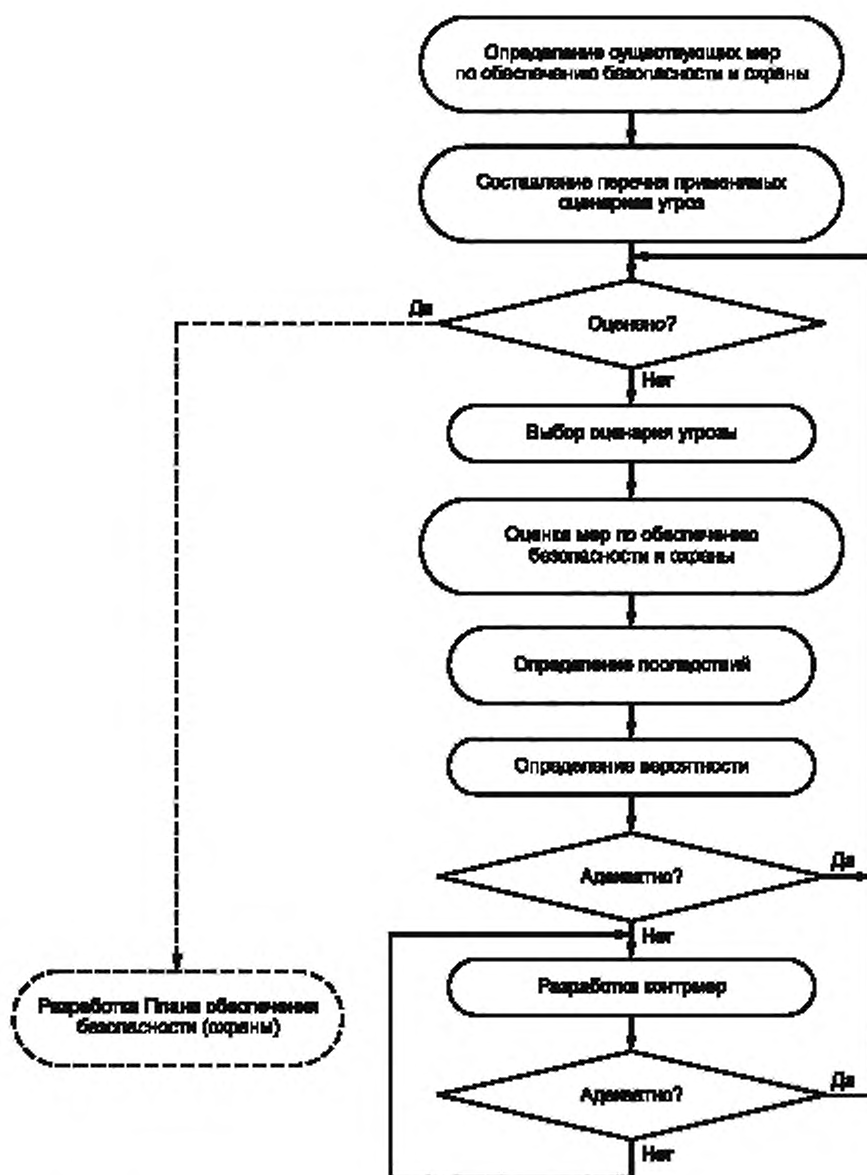 Определение существующих мер
по обеспечению безопасности и охраны
Составление перечня применимых
сценариев угроз
Оценено?
Да
Нет
Выбор сценария угрозы
Оценка мер по обеспечению
безопасности и охраны
Определение последствий
Определение вероятности
Адекватно?
Да
Нет
Разработка Плана обеспечения
безопасности (охраны)
Разработка контрмер
Адекватно?
Да
Нет